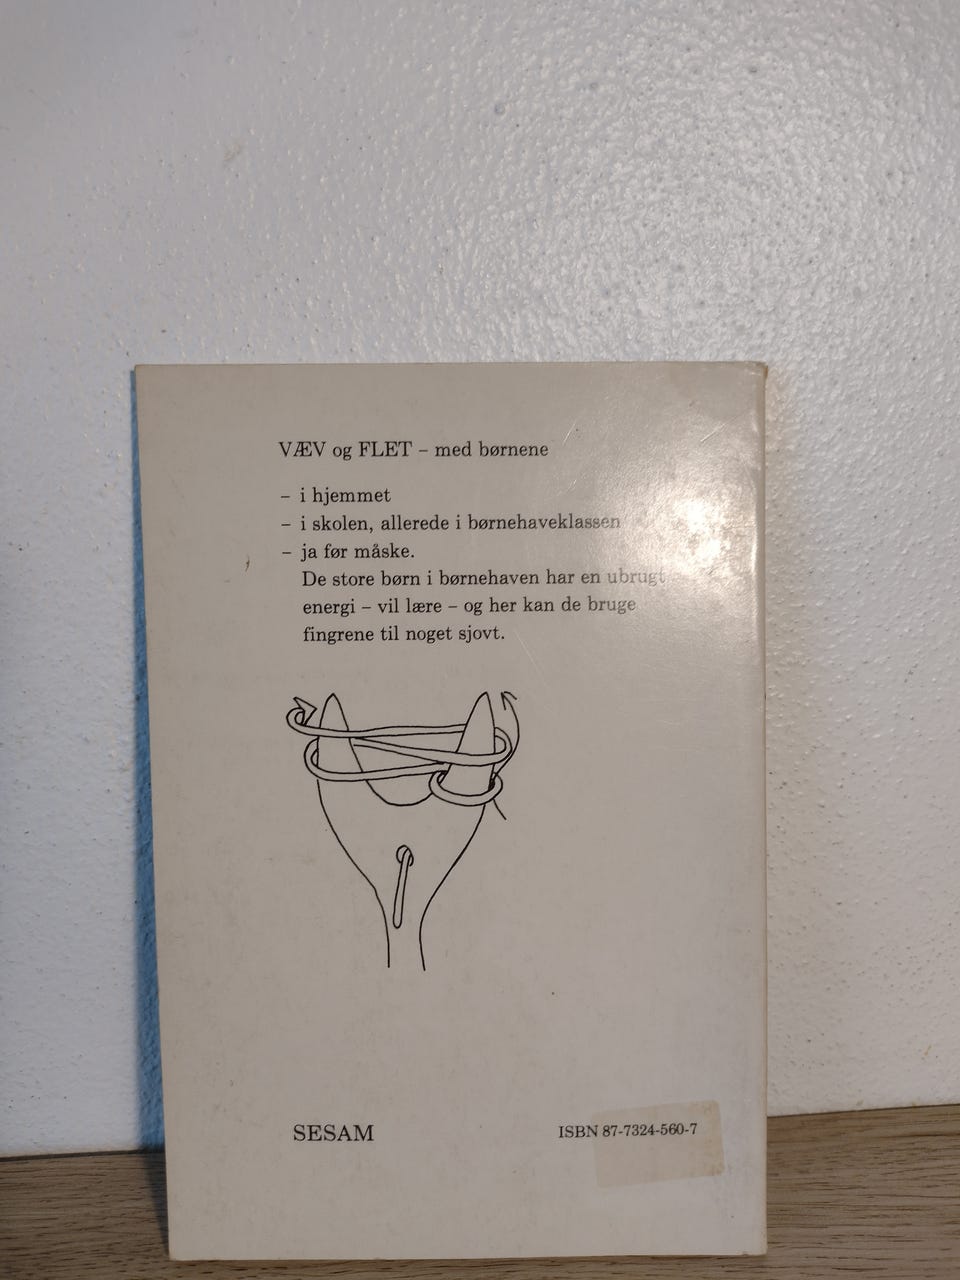 VÆV og FLET – med børnene
– i hjemmet
– i skolen, allerede i børnehaveklassen
– ja før måske.
De store børn i børnehaven har en ubrugt
energi – vil lære – og her kan de bruge
fingrene til noget sjovt.
SESAM
ISBN 87-7324-560-7